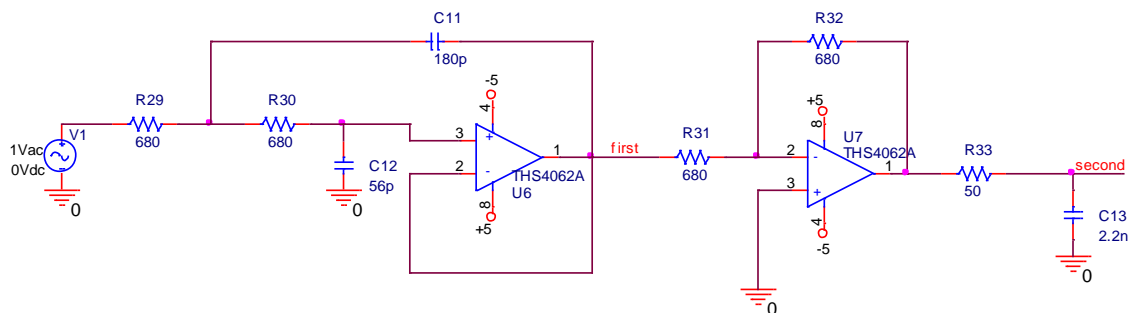 C11
180p
R32
680
-5
+5
R29
680
R30
680
V1
1Vac
0Vdc
0
C12
56p
0
3
2
+
-
4
8
1
THS4062A
U6
+5
first
R31
680
2
3
-
+
8
4
1
U7
THS4062A
-5
0
R33
50
second
C13
2.2n
0